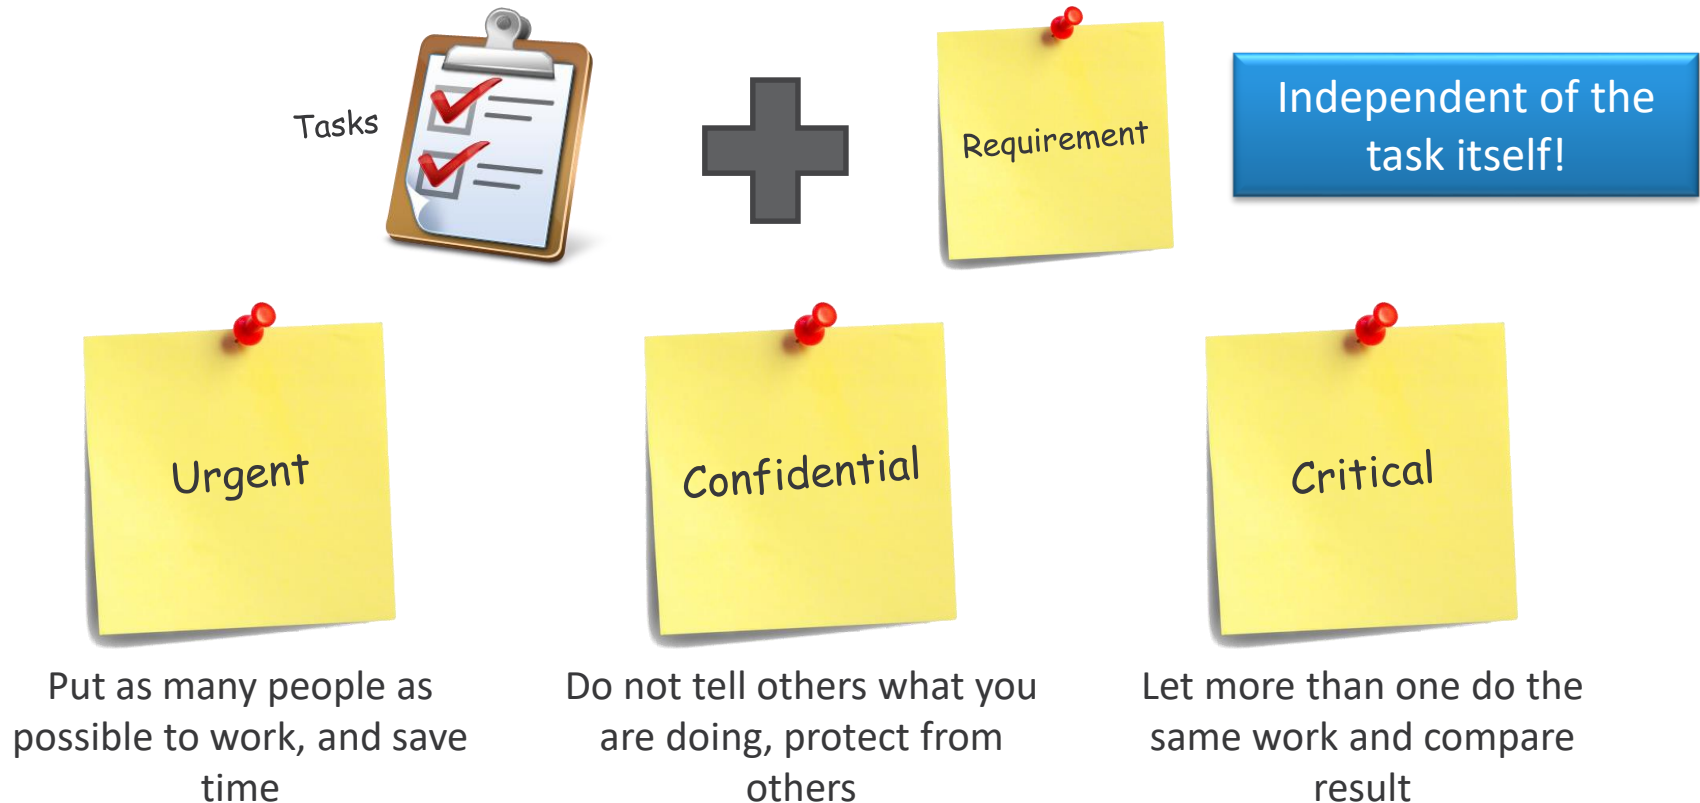 Tasks
Requirement
Independent of the
task itself!
Urgent
Confidential
Critical
Put as many people as
possible to work, and save
time
Do not tell others what you
are doing, protect from
others
Let more than one do the
same work and compare
result